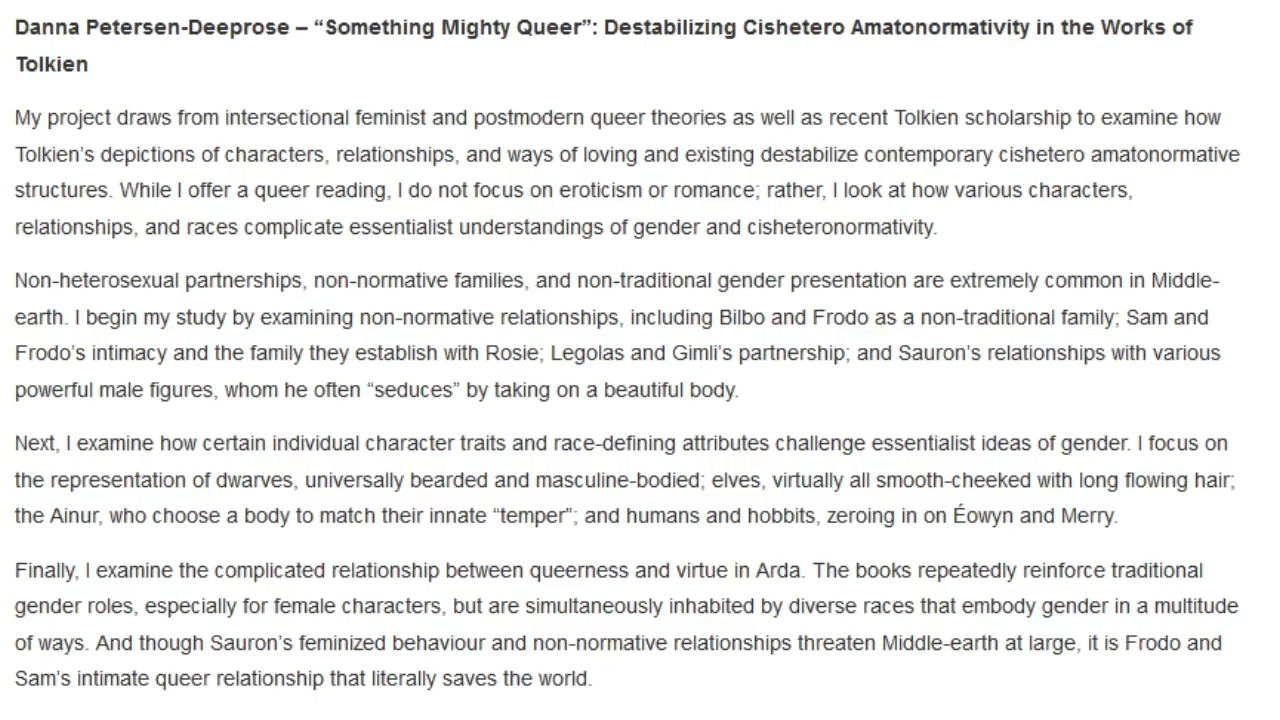 Danna Petersen-Deeprose – “Something Mighty Queer”: Destabilizing Cishetero Amatonormativity in the Works of
Tolkien
My project draws from intersectional feminist and postmodern queer theories as well as recent Tolkien scholarship to examine how
Tolkien’s depictions of characters, relationships, and ways of loving and existing destabilize contemporary cishetero amatonormative
structures. While I offer a queer reading, I do not focus on eroticism or romance; rather, I look at how various characters,
relationships, and races complicate essentialist understandings of gender and cisheteronormativity.
Non-heterosexual partnerships, non-normative families, and non-traditional gender presentation are extremely common in Middle-
earth. I begin my study by examining non-normative relationships, including Bilbo and Frodo as a non-traditional family; Sam and
Frodo’s intimacy and the family they establish with Rosie; Legolas and Gimli’s partnership; and Sauron’s relationships with various
powerful male figures, whom he often “seduces” by taking on a beautiful body.
Next, I examine how certain individual character traits and race-defining attributes challenge essentialist ideas of gender. I focus on
the representation of dwarves, universally bearded and masculine-bodied; elves, virtually all smooth-cheeked with long flowing hair;
the Ainur, who choose a body to match their innate “temper”; and humans and hobbits, zeroing in on Éowyn and Merry.
Finally, I examine the complicated relationship between queerness and virtue in Arda. The books repeatedly reinforce traditional
gender roles, especially for female characters, but are simultaneously inhabited by diverse races that embody gender in a multitude
of ways. And though Sauron’s feminized behaviour and non-normative relationships threaten Middle-earth at large, it is Frodo and
Sam’s intimate queer relationship that literally saves the world.